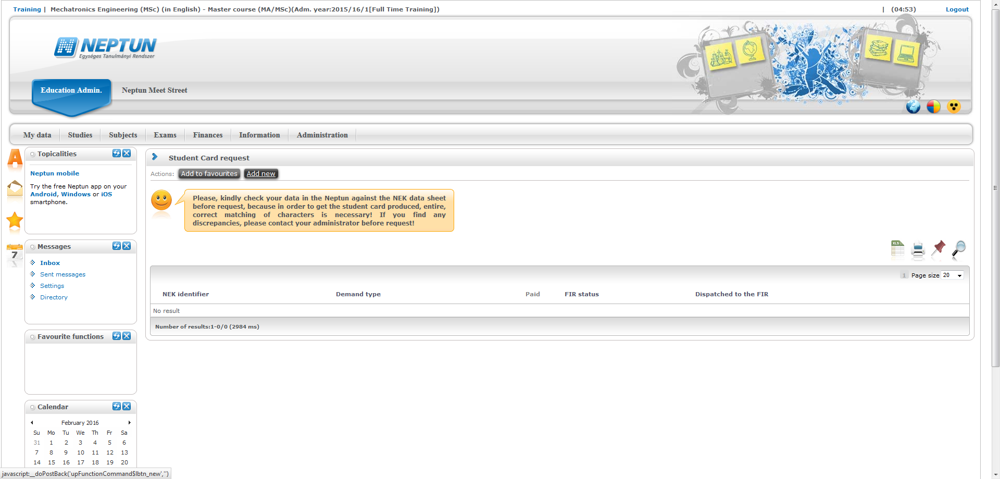 Training | Mechatronics Engineering (MSc) (in English) - Master course (MA/MSc)(Adm. year:2015/16/1[Full Time Training]) | (04:53) Logout
NEPTUN
Egységes Tanulmányi Rendszer
Education Admin. Neptun Meet Street
My data Studies Subjects Exams Finances Information Administration
Topicalities
Neptun mobile
Try the free Neptun app on your
Android, Windows or iOS
smartphone.
7
Messages
Inbox
Sent messages
Settings
Directory
Favourite functions
Calendar
February 2016
Su Mo Tu We Th Fr Sa
31 1 2 3 4 5 6
7 8 9 10 11 12 13
14 15 16 17 18 19 20
Student Card request
Actions: Add to favourites Add new
Please, kindly check your data in the Neptun against the NEK data sheet
before request, because in order to get the student card produced, entire,
correct matching of characters is necessary! If you find any
discrepancies, please contact your administrator before request!
XLS
1 Page size 20
NEK identifier Demand type Paid FIR status Dispatched to the FIR
No result
Number of results:1-0/0 (2984 ms)
javascript:__doPostBack('upFunctionCommand$lbtn_new','')